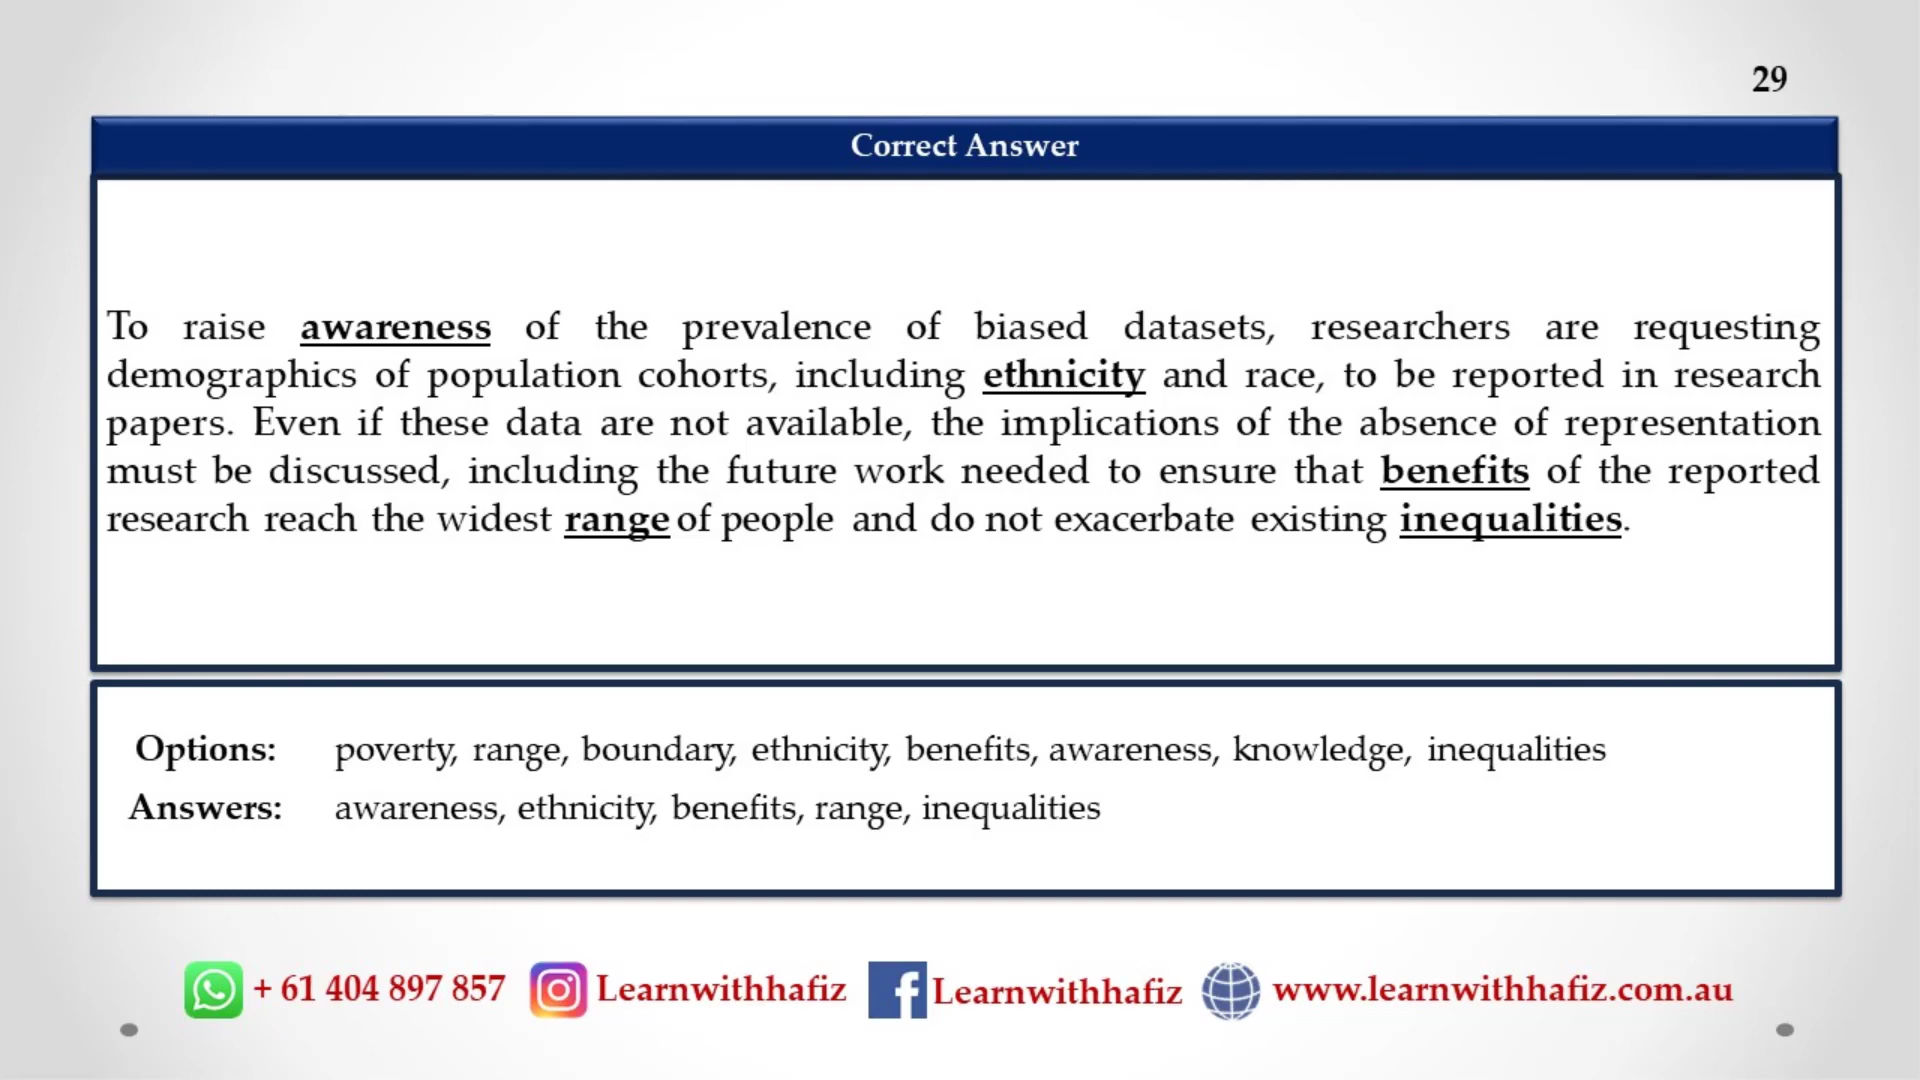 29
Correct Answer
To raise awareness of the prevalence of biased datasets, researchers are requesting
demographics of population cohorts, including ethnicity and race, to be reported in research
papers. Even if these data are not available, the implications of the absence of representation
must be discussed, including the future work needed to ensure that benefits of the reported
research reach the widest range of people and do not exacerbate existing inequalities.
Options: poverty, range, boundary, ethnicity, benefits, awareness, knowledge, inequalities
Answers: awareness, ethnicity, benefits, range, inequalities
+ 61 404 897 857 Learnwithhafiz Learnwithhafiz www.learnwithhafiz.com.au